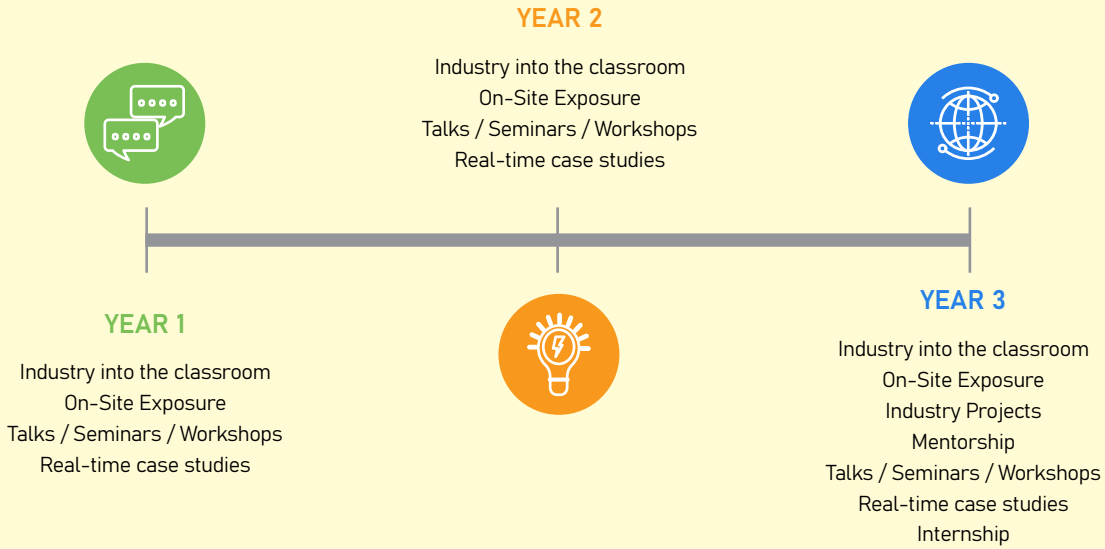 YEAR 2
Industry into the classroom
On-Site Exposure
Talks / Seminars / Workshops
Real-time case studies
YEAR 1
Industry into the classroom
On-Site Exposure
Talks / Seminars / Workshops
Real-time case studies
YEAR 3
Industry into the classroom
On-Site Exposure
Industry Projects
Mentorship
Talks / Seminars / Workshops
Real-time case studies
Internship